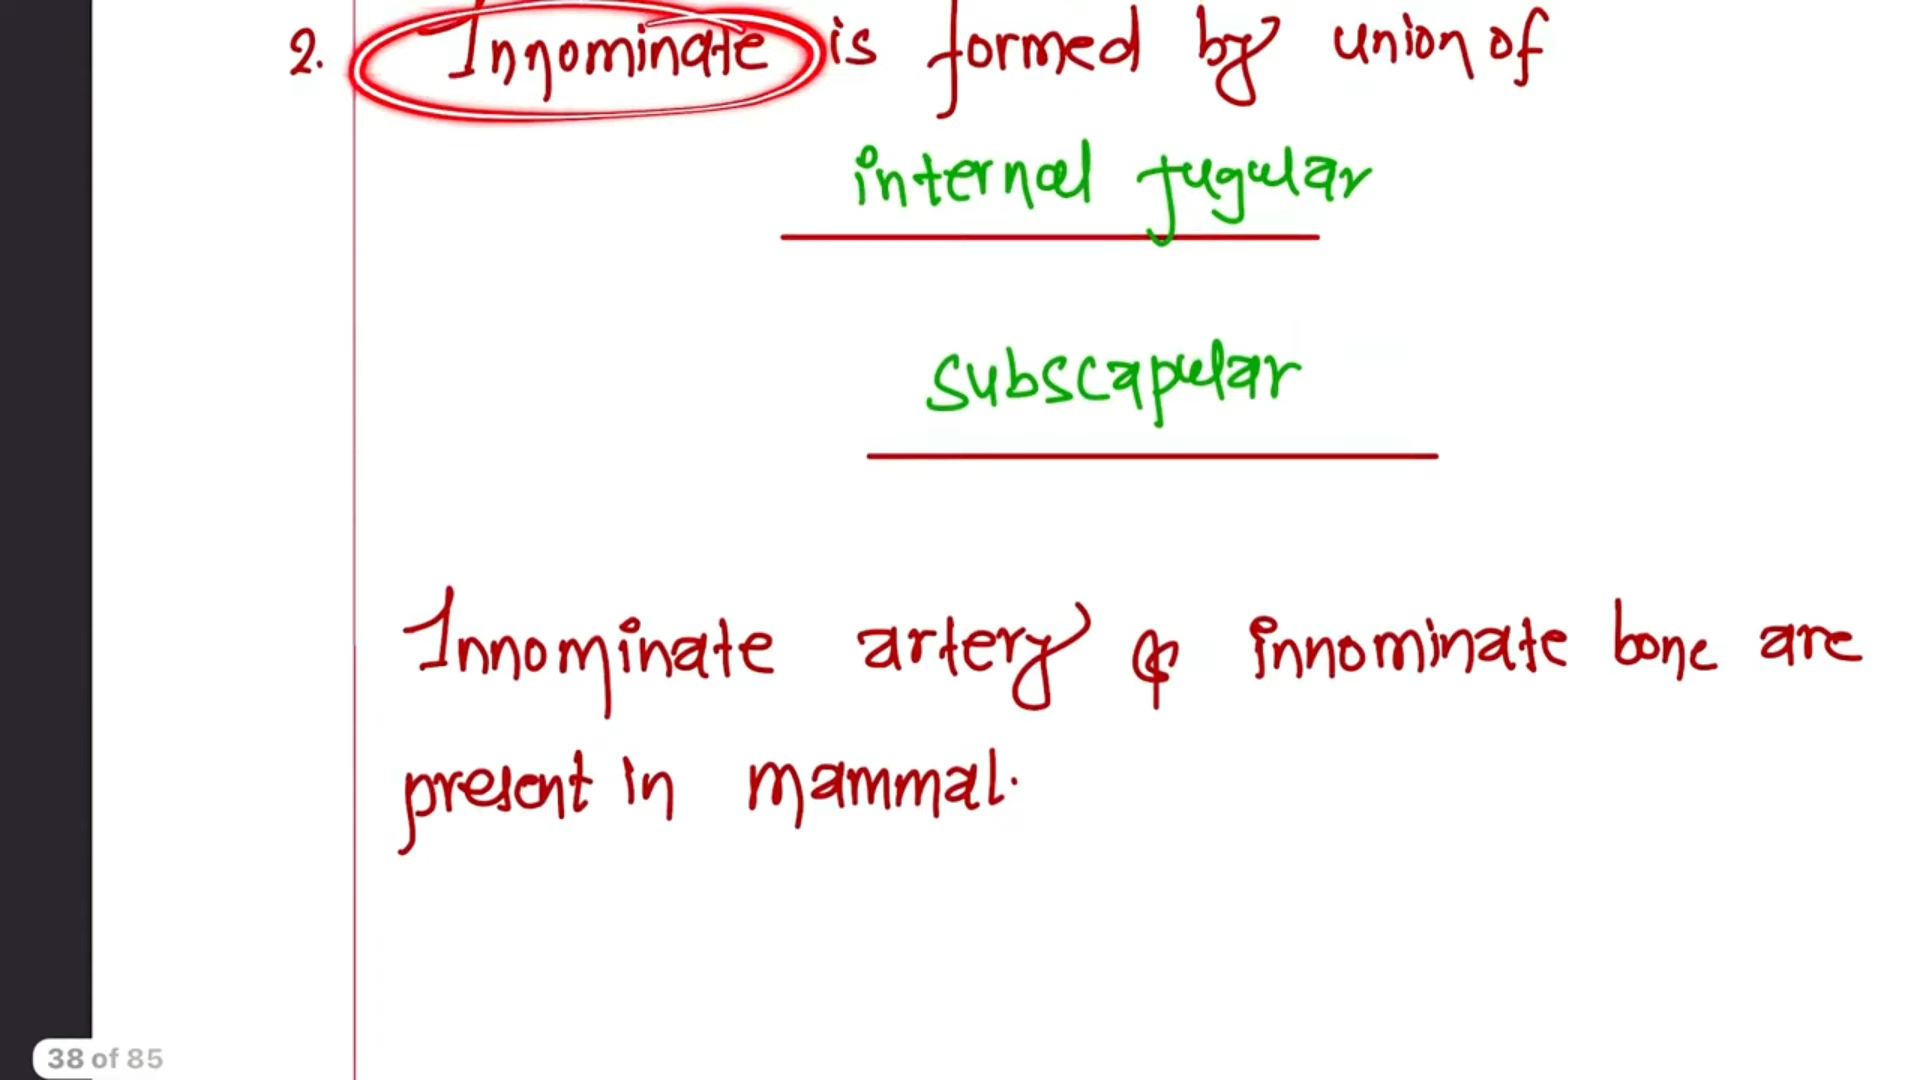 2. Innominate is formed by union of
internal jugular
subscapular
Innominate artery & innominate bone are
present in mammal.
38 of 85